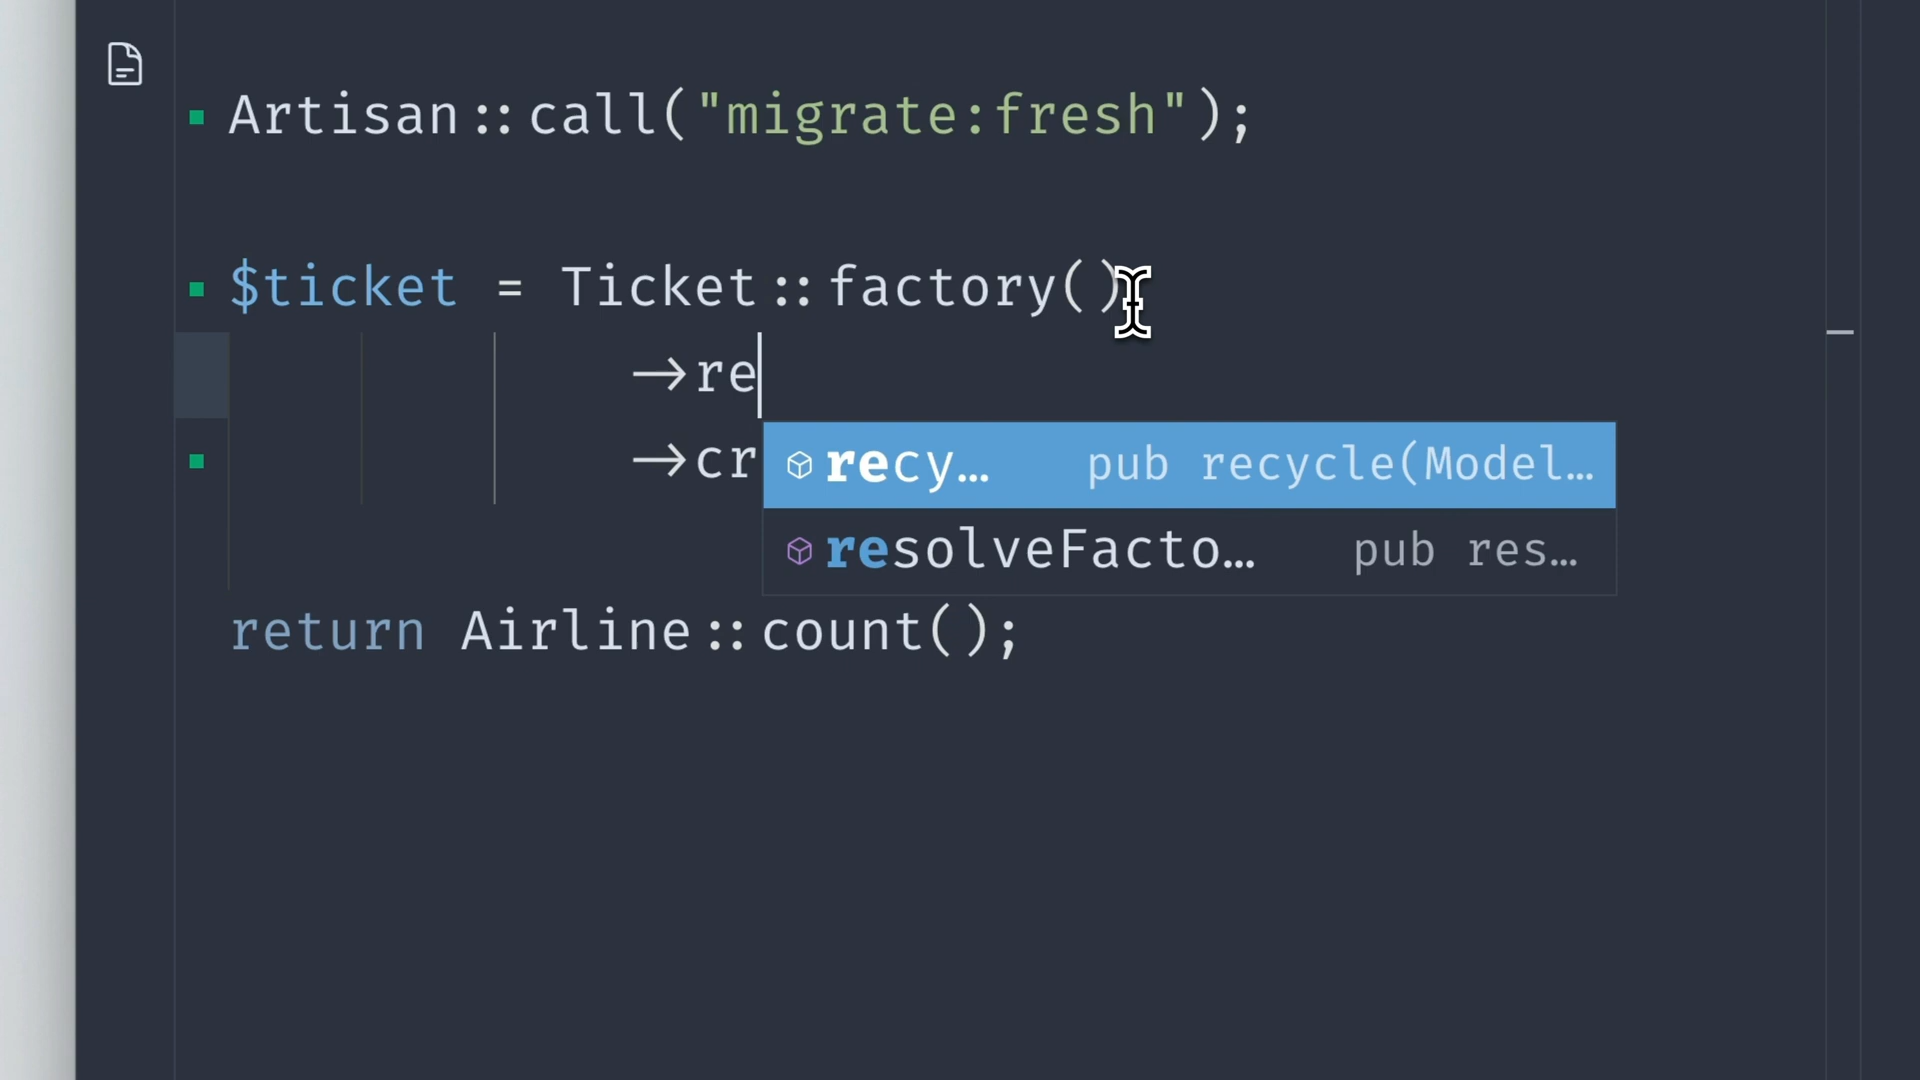 Artisan::call("migrate:fresh");
$ticket = Ticket::factory()
->re
recy… pub recycle(Model…
->cr
resolveFacto… pub res…
return Airline::count();